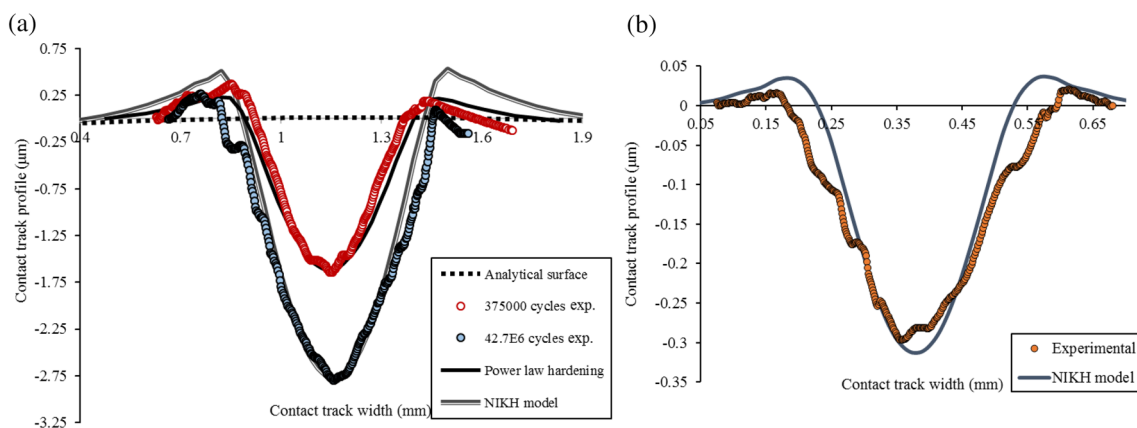 (a)
0.75
0.25
-0.25
-0.75
-1.25
-1.75
-2.25
-2.75
-3.25
0.4
0.7
1
1.3
1.6
1.9
Contact track profile (µm)
Contact track width (mm)
Analytical surface
375000 cycles exp.
42.7E6 cycles exp.
Power law hardening
NIKH model
(b)
0.05
0
-0.05
-0.1
-0.15
-0.2
-0.25
-0.3
-0.35
0.05
0.15
0.25
0.35
0.45
0.55
0.65
Contact track profile (µm)
Contact track width (mm)
Experimental
NIKH model